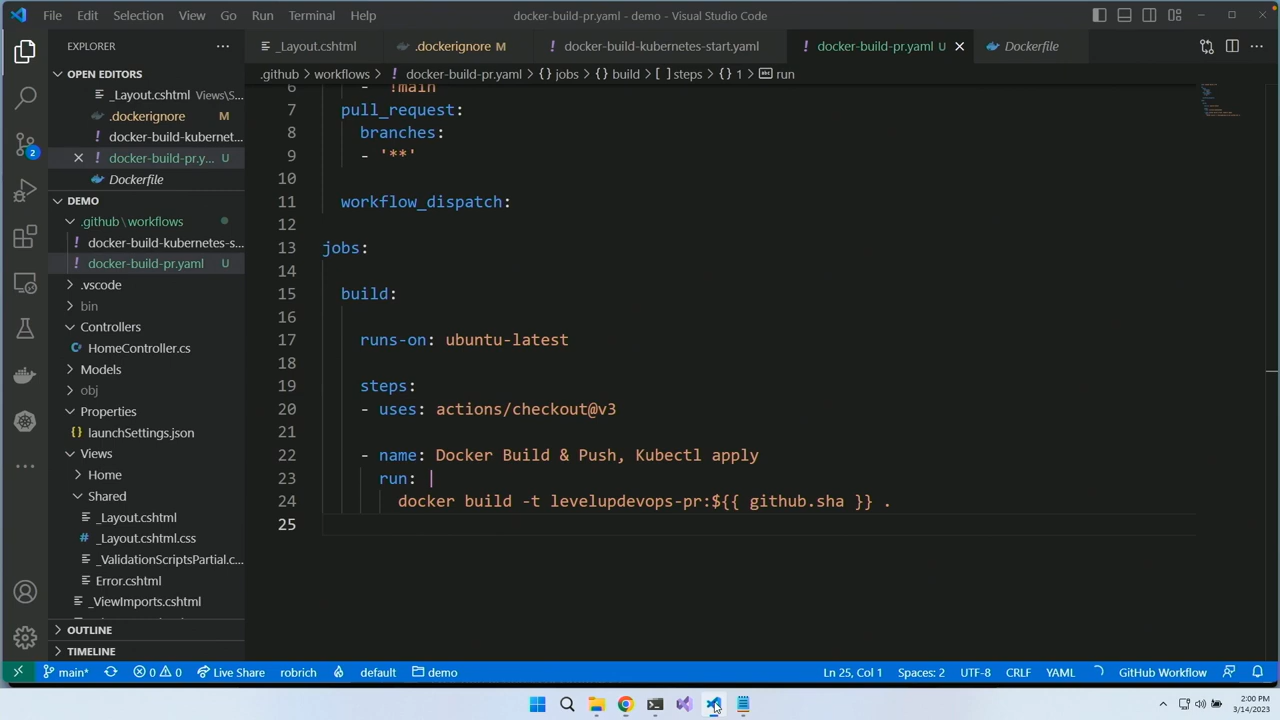 File Edit Selection View Go Run Terminal Help docker-build-pr.yaml - demo - Visual Studio Code
EXPLORER ··· _Layout.cshtml .dockerignore M ! docker-build-kubernetes-start.yaml ! docker-build-pr.yaml U Dockerfile ···
.github > workflows > ! docker-build-pr.yaml > {} jobs > {} build > [ ] steps > {} 1 > abc run
OPEN EDITORS
_Layout.cshtml Views\S...
.dockerignore M
! docker-build-kubernet...
! docker-build-pr.y... U
Dockerfile
DEMO
.github \ workflows
! docker-build-kubernetes-s...
! docker-build-pr.yaml U
.vscode
bin
Controllers
HomeController.cs
Models
obj
Properties
{} launchSettings.json
Views
Home
Shared
_Layout.cshtml
# _Layout.cshtml.css
_ValidationScriptsPartial.c...
Error.cshtml
_ViewImports.cshtml
OUTLINE
TIMELINE
6 - '!main'
7 pull_request:
8 branches:
9 - '**'
10
11 workflow_dispatch:
12
13 jobs:
14
15 build:
16
17 runs-on: ubuntu-latest
18
19 steps:
20 - uses: actions/checkout@v3
21
22 - name: Docker Build & Push, Kubectl apply
23 run: |
24 docker build -t levelupdevops-pr:${{ github.sha }} .
25
2
main* 0 0 Live Share robrich default demo Ln 25, Col 1 Spaces: 2 UTF-8 CRLF YAML GitHub Workflow
2:00 PM
3/14/2023